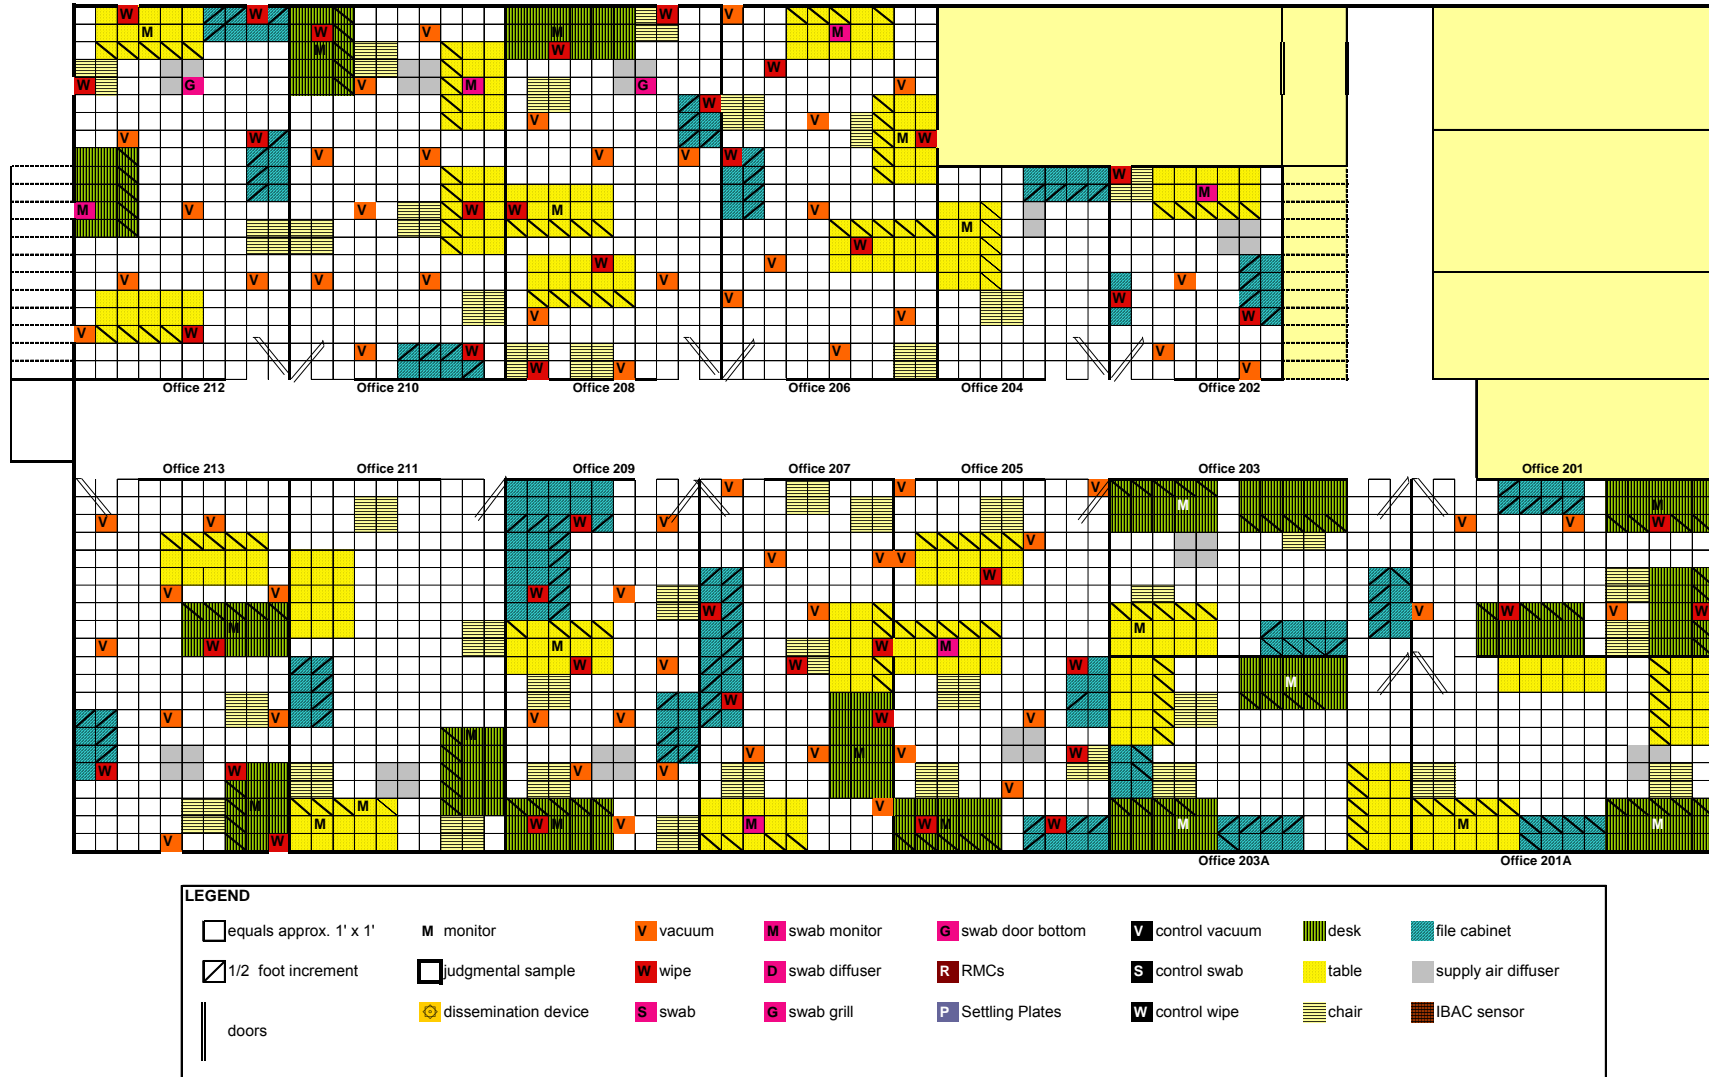 W W W V
M W V M M
M W
W
W G V M G V
W
V V
V W M W
V V V V W
W
M
M V V W W M V
M
W W
W V
V V V V V V
V W
V V W
V W
V W V V
W V V
Office 212 Office 210 Office 208 Office 206 Office 204 Office 202
Office 213 Office 211 Office 209 Office 207 Office 205 Office 203 Office 201
V V V
M M
V V W V V V W
V
V V V
W
V V W V
W V V W V W
M M
V W M W M
W V W W
M
W
V V V V W V
M
V V M V W
W W V V
V
M M V
M W M M W M W M M M
V W
Office 203A Office 201A
LEGEND
equals approx. 1' x 1' M monitor V vacuum M swab monitor G swab door bottom V control vacuum desk file cabinet
1/2 foot increment judgmental sample W wipe D swab diffuser R RMCs S control swab table supply air diffuser
doors dissemination device S swab G swab grill P Settling Plates W control wipe chair IBAC sensor